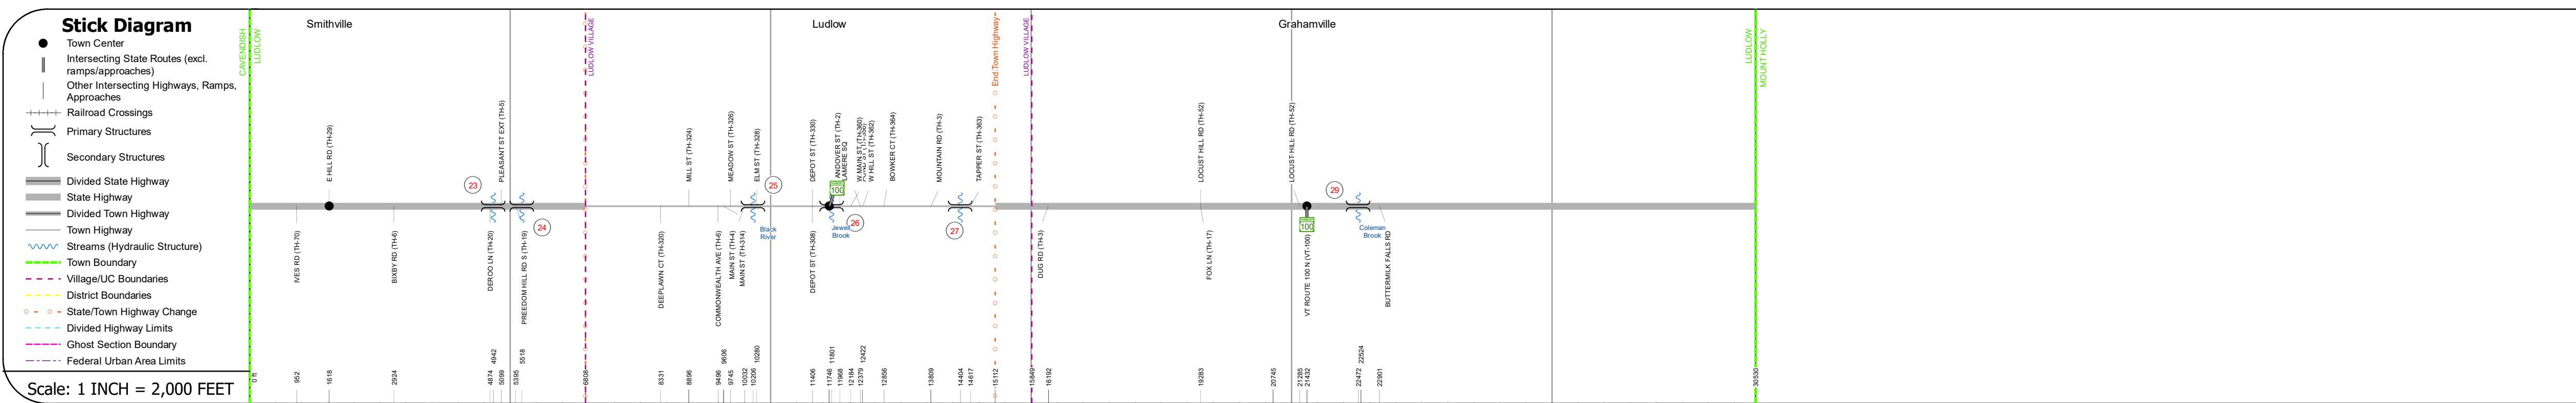 Stick Diagram
Town Center
Intersecting State Routes (excl.
ramps/approaches)
Other Intersecting Highways, Ramps,
Approaches
Railroad Crossings
Primary Structures
Secondary Structures
Divided State Highway
State Highway
Divided Town Highway
Town Highway
Streams (Hydraulic Structure)
Town Boundary
Village/UC Boundaries
District Boundaries
State/Town Highway Change
Divided Highway Limits
Ghost Section Boundary
Federal Urban Area Limits
Scale: 1 INCH = 2,000 FEET
Smithville
Ludlow
Grahamville
CAVENDISH
LUDLOW
LUDLOW VILLAGE
End-Town Highway
LUDLOW VILLAGE
LUDLOW
MOUNT HOLLY
E HILL RD (TH-29)
PLEASANT ST EXT (TH-5)
MILL ST (TH-324)
MEADOW ST (TH-326)
ELM ST (TH-328)
DEPOT ST (TH-330)
ANDOVER ST (TH-2)
LAMERE SQ
W MAIN ST (TH-360)
W HILL ST (TH-362)
BOWKER CT (TH-364)
MOUNTAIN RD (TH-3)
TAPPER ST (TH-363)
LOCUST HILL RD (TH-52)
LOCUST HILL RD (TH-52)
23
24
25
26
27
29
100
100
Black
River
Jewell
Brook
Coleman
Brook
IVES RD (TH-70)
BIXBY RD (TH-6)
DEROO LN (TH-20)
PREEDOM HILL RD S (TH-19)
DEEPLAWN CT (TH-320)
COMMONWEALTH AVE (TH-6)
MAIN ST (TH-4)
MAIN ST (TH-314)
DEPOT ST (TH-308)
DUG RD (TH-3)
FOX LN (TH-17)
VT ROUTE 100 N (VT-100)
BUTTERMILK FALLS RD
0 ft
952
1618
2924
4874
4942
5099
5395
5518
6808
8331
8896
9496
9606
9745
10032
10206
10280
11406
11746
11801
11968
12184
12379
12422
12856
13809
14404
14617
15112
15849
16192
19283
20745
21285
21432
22472
22524
22901
30530